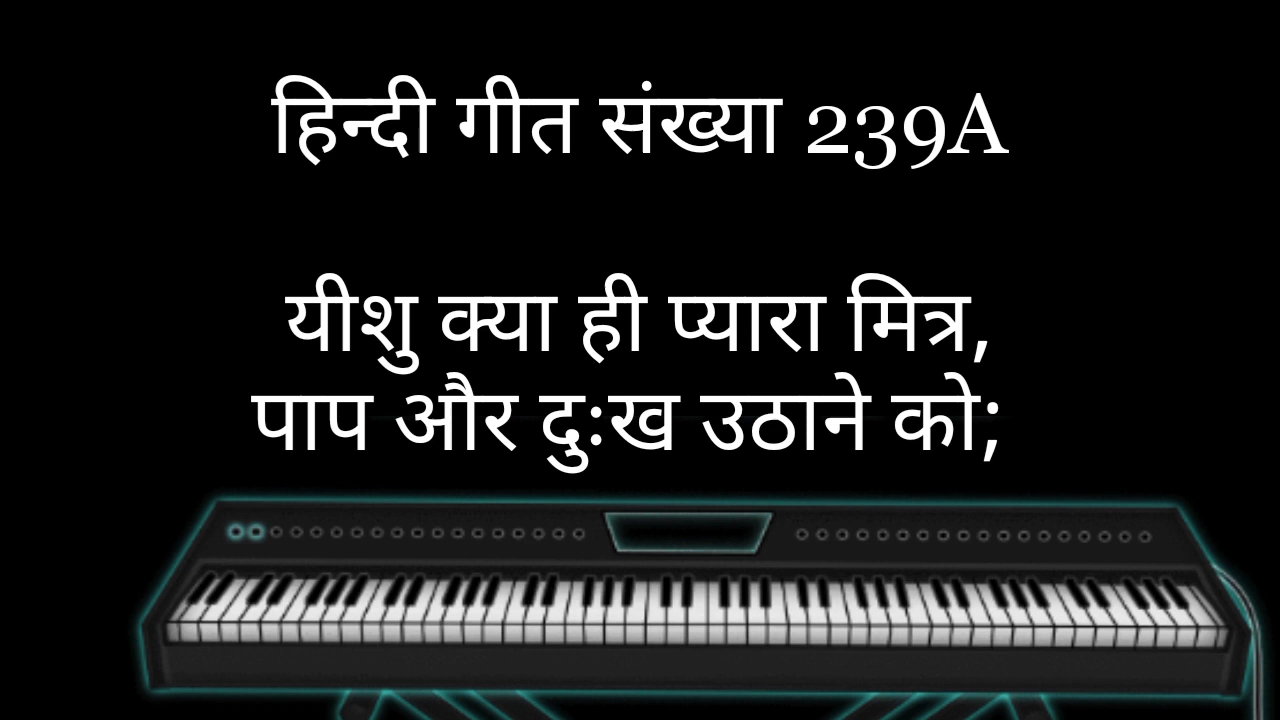 हिन्दी गीत संख्या 239A
यीशु क्या ही प्यारा मित्र,
पाप और दुःख उठाने को;